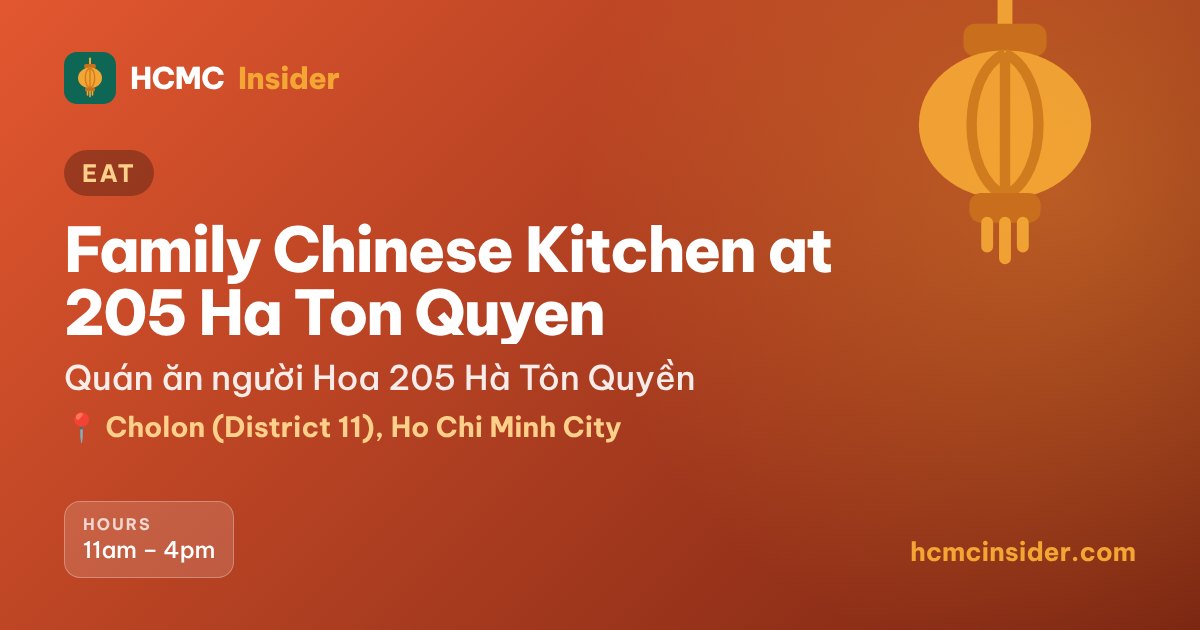 HCMC Insider
EAT
Family Chinese Kitchen at
205 Ha Ton Quyen
Quán ăn người Hoa 205 Hà Tôn Quyền
📍 Cholon (District 11), Ho Chi Minh City
HOURS
11am – 4pm
hcmcinsider.com